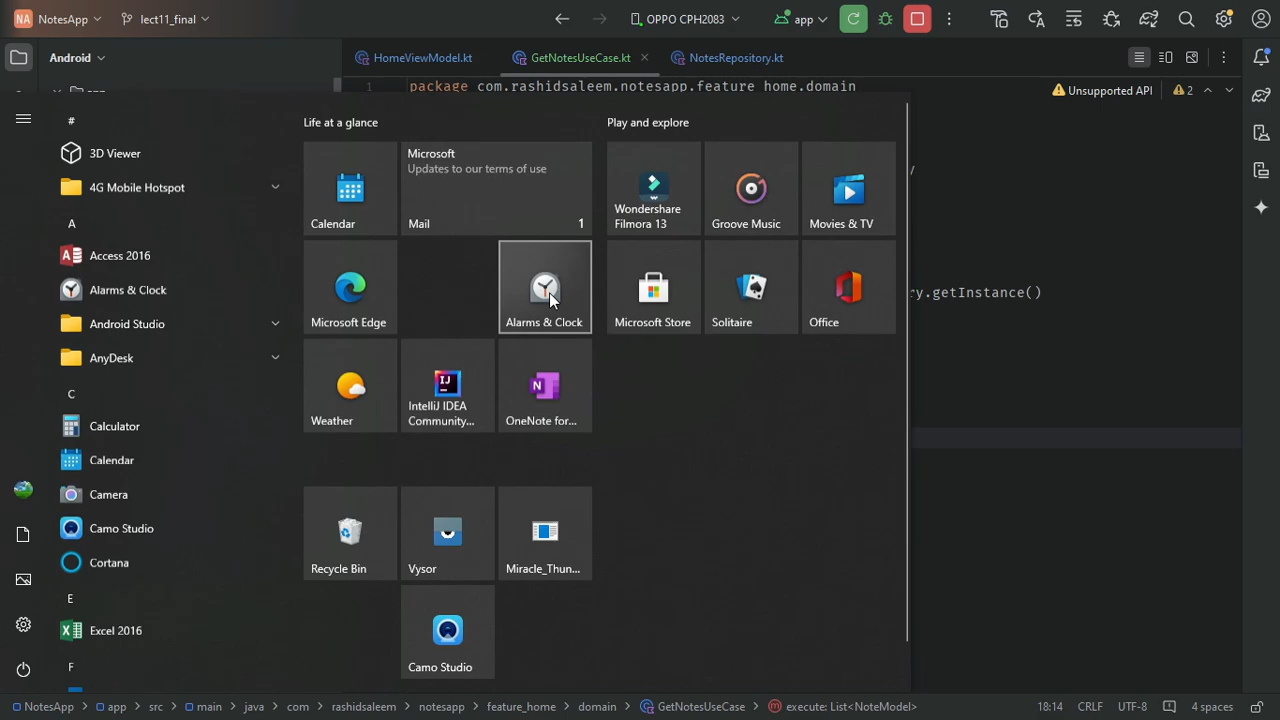 NA NotesApp lect11_final OPPO CPH2083 app
Android HomeViewModel.kt GetNotesUseCase.kt NotesRepository.kt
1 package com.rashidsaleem.notesapp.feature_home.domain
Unsupported API 2
#
3D Viewer
4G Mobile Hotspot
A
Access 2016
Alarms & Clock
Android Studio
AnyDesk
C
Calculator
Calendar
Camera
Camo Studio
Cortana
E
Excel 2016
F
Life at a glance
Calendar
Microsoft
Updates to our terms of use
Mail 1
Microsoft Edge
Alarms & Clock
Weather
IntelliJ IDEA
Community...
OneNote for...
Recycle Bin
Vysor
Miracle_Thun...
Camo Studio
Play and explore
Wondershare
Filmora 13
Groove Music
Movies & TV
Microsoft Store
Solitaire
Office
ry.getInstance()
NotesApp app src main java com rashidsaleem notesapp feature_home domain GetNotesUseCase execute: List<NoteModel> 18:14 CRLF UTF-8 4 spaces